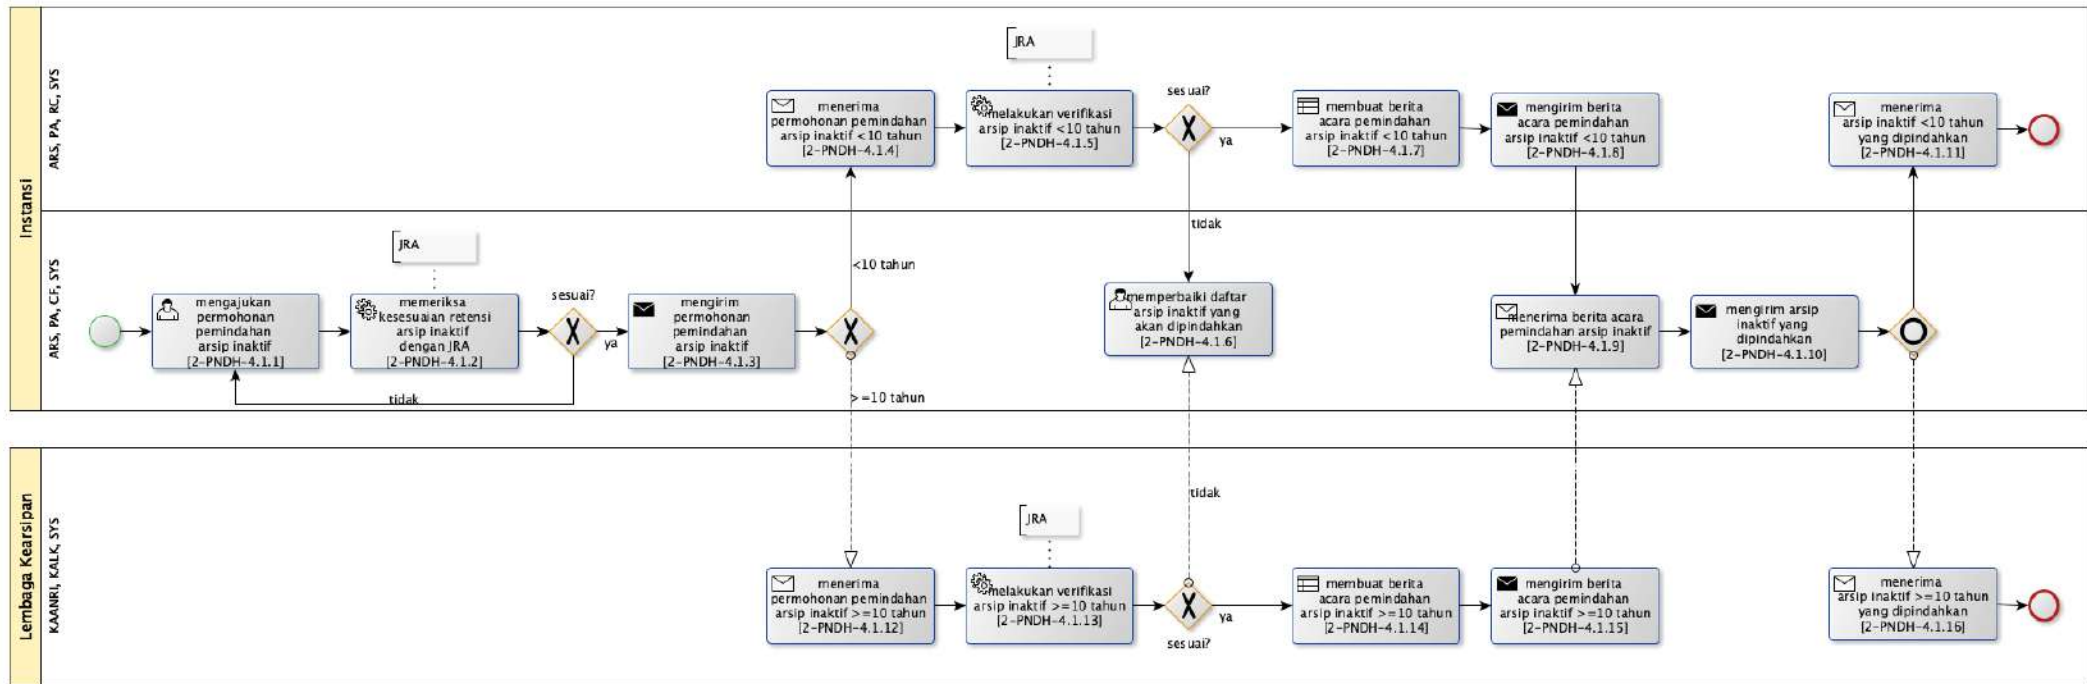 Instansi
ARS, PA, RC, SYS
JRA
menerima
permohonan pemindahan
arsip inaktif <10 tahun
[2-PNDH-4.1.4]
melakukan verifikasi
arsip inaktif <10 tahun
[2-PNDH-4.1.5]
sesuai?
ya
tidak
membuat berita
acara pemindahan
arsip inaktif <10 tahun
[2-PNDH-4.1.7]
mengirim berita
acara pemindahan
arsip inaktif <10 tahun
[2-PNDH-4.1.8]
menerima
arsip inaktif <10 tahun
yang dipindahkan
[2-PNDH-4.1.11]
ARS, PA, CF, SYS
mengajukan
permohonan
pemindahan
arsip inaktif
[2-PNDH-4.1.1]
JRA
memeriksa
kesesuaian retensi
arsip inaktif
dengan JRA
[2-PNDH-4.1.2]
sesuai?
ya
tidak
mengirim
permohonan
pemindahan
arsip inaktif
[2-PNDH-4.1.3]
<10 tahun
>=10 tahun
memperbaiki daftar
arsip inaktif yang
akan dipindahkan
[2-PNDH-4.1.6]
menerima berita acara
pemindahan arsip inaktif
[2-PNDH-4.1.9]
mengirim arsip
inaktif yang
dipindahkan
[2-PNDH-4.1.10]
Lembaga Kearsipan
KAANRI, KALK, SYS
menerima
permohonan pemindahan
arsip inaktif >=10 tahun
[2-PNDH-4.1.12]
JRA
melakukan verifikasi
arsip inaktif >=10 tahun
[2-PNDH-4.1.13]
tidak
sesuai?
ya
membuat berita
acara pemindahan
arsip inaktif >=10 tahun
[2-PNDH-4.1.14]
mengirim berita
acara pemindahan
arsip inaktif >=10 tahun
[2-PNDH-4.1.15]
menerima
arsip inaktif >=10 tahun
yang dipindahkan
[2-PNDH-4.1.16]